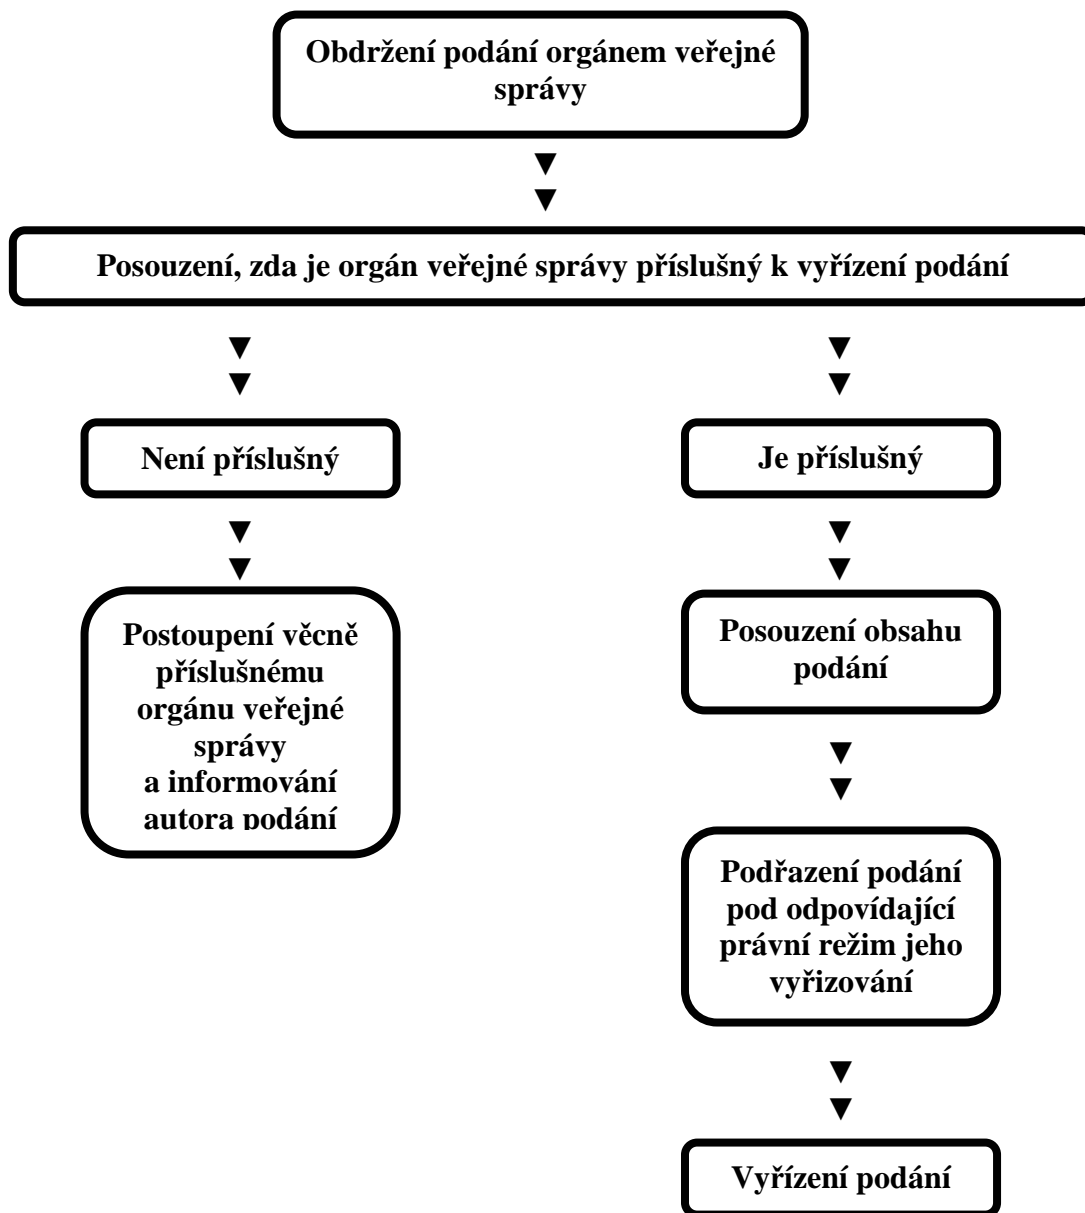 Obdržení podání orgánem veřejné
správy
Posouzení, zda je orgán veřejné správy příslušný k vyřízení podání
Není příslušný
Je příslušný
Postoupení věcně
příslušnému
orgánu veřejné
správy
a informování
autora podání
Posouzení obsahu
podání
Podřazení podání
pod odpovídající
právní režim jeho
vyřizování
Vyřízení podání